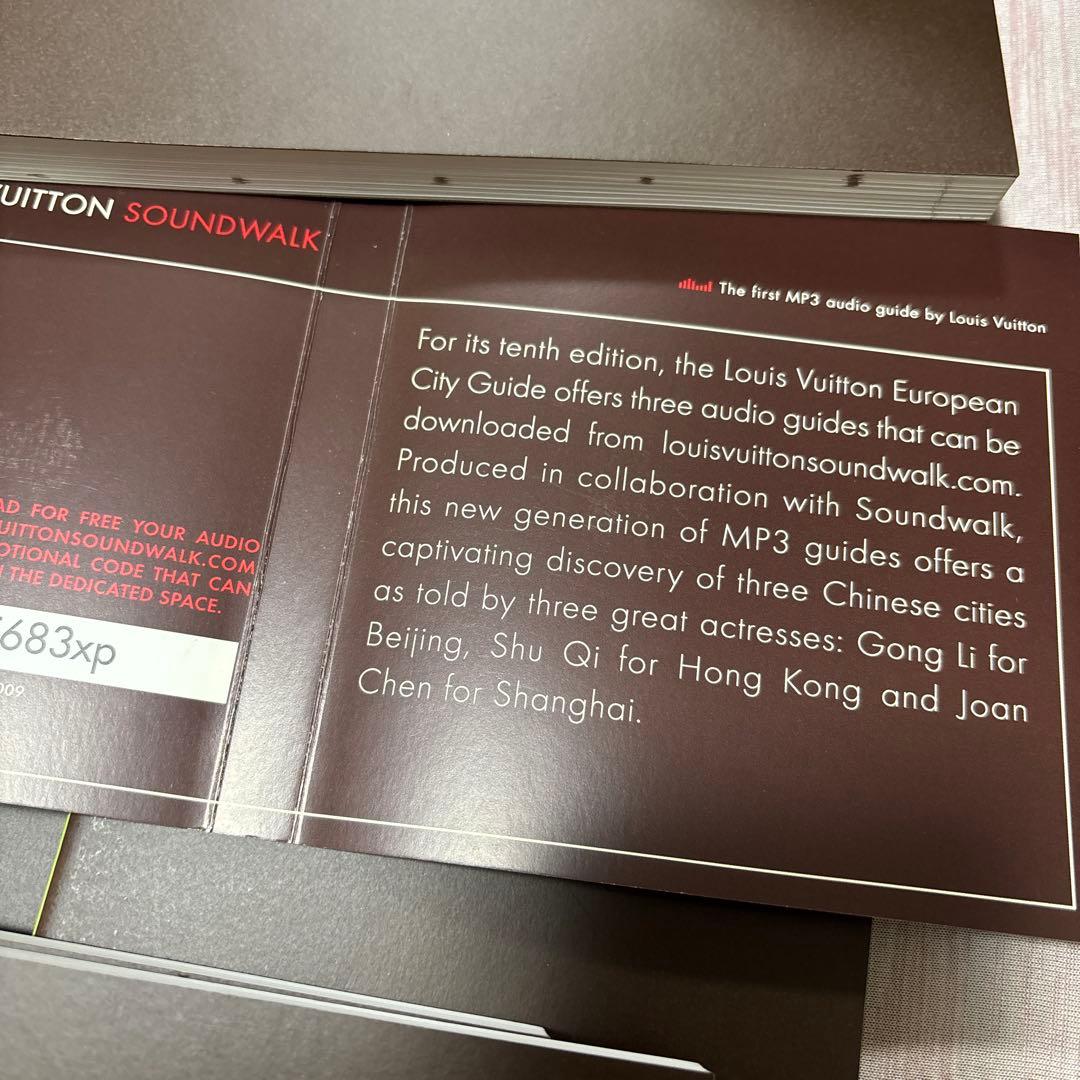 VUITTON SOUNDWALK
The first MP3 audio guide by Louis Vuitton
For its tenth edition, the Louis Vuitton European
City Guide offers three audio guides that can be
downloaded from louisvuittonsoundwalk.com.
Produced in collaboration with Soundwalk,
this new generation of MP3 guides offers a
captivating discovery of three Chinese cities
as told by three great actresses: Gong Li for
Beijing, Shu Qi for Hong Kong and Joan
Chen for Shanghai.
AD FOR FREE YOUR AUDIO
UITTONSOUNDWALK.COM
OTIONAL CODE THAT CAN
THE DEDICATED SPACE.
683xp
009